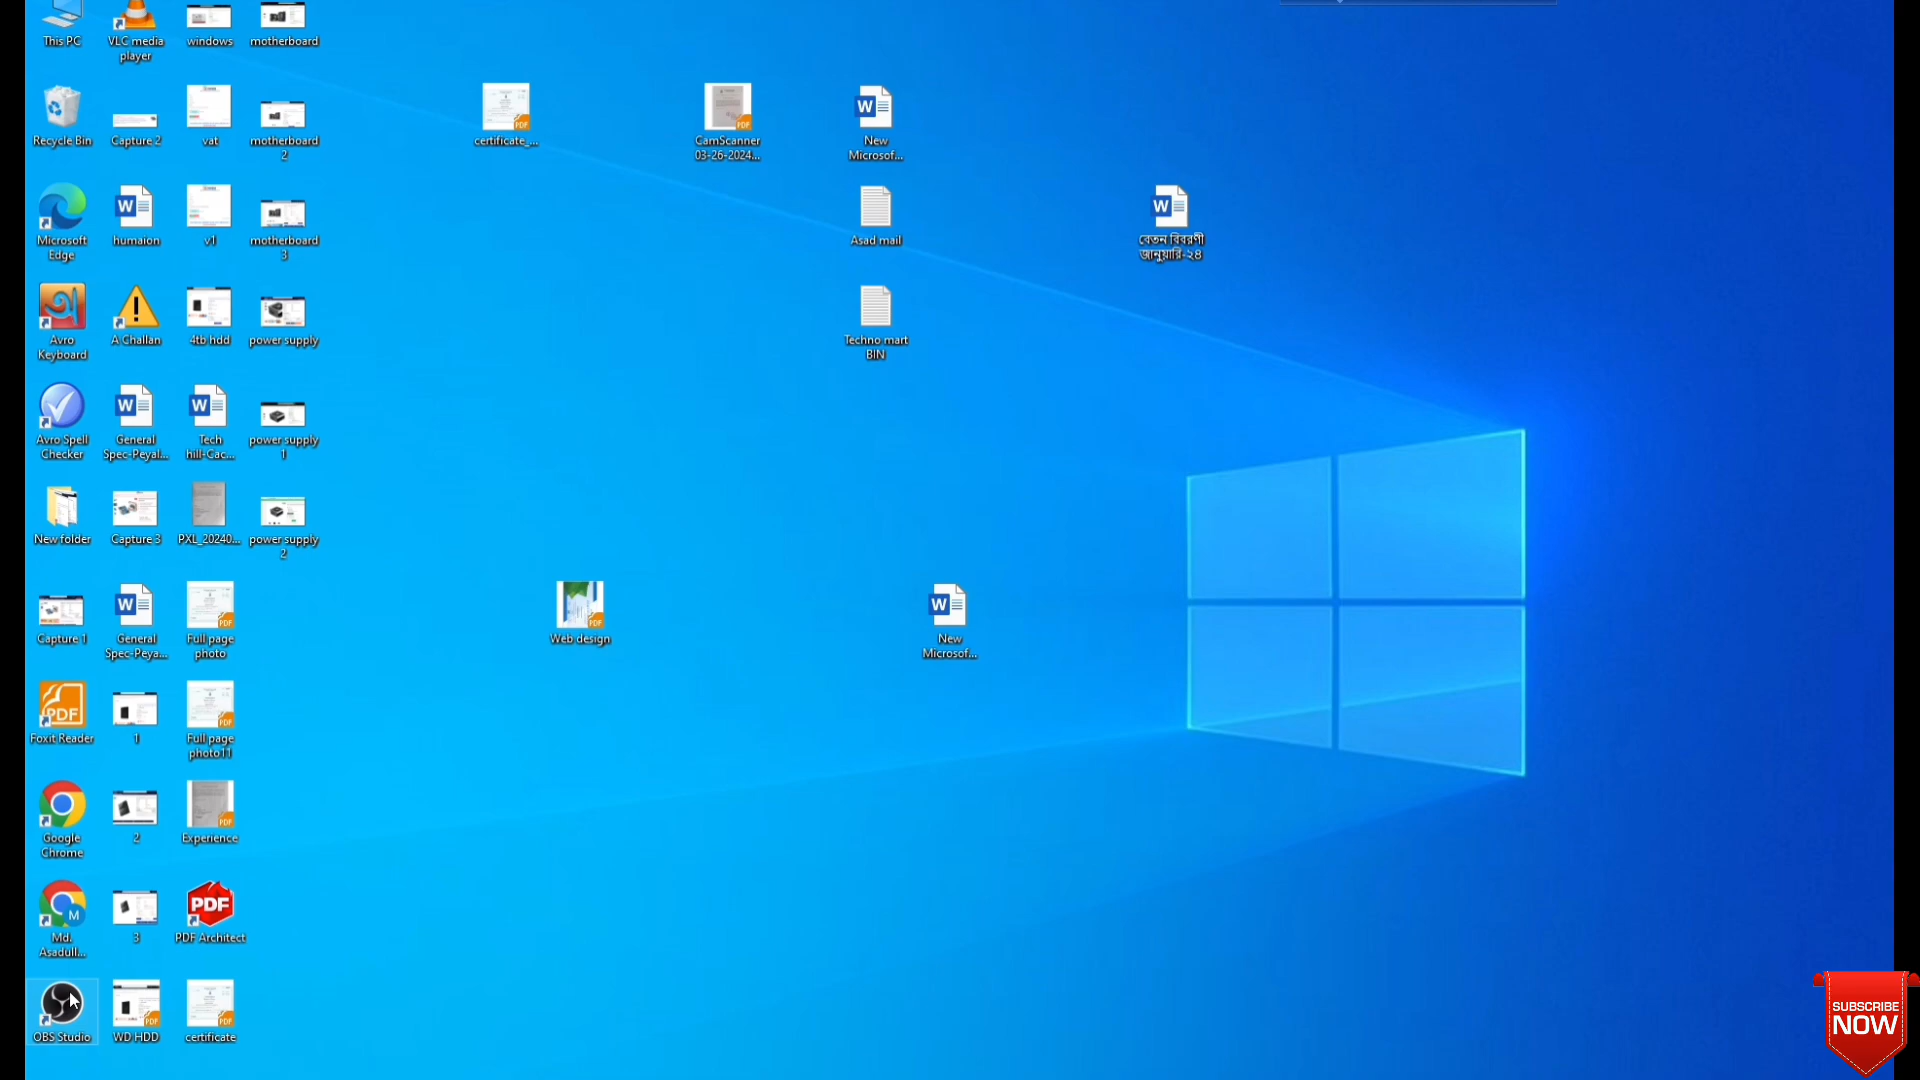 This PC
VLC media
player
windows
motherboard
Recycle Bin
Capture 2
vat
motherboard
2
certificate_...
CamScanner
03-26-2024...
New
Microsof...
Microsoft
Edge
humaion
v1
motherboard
3
Asad mail
বেতন বিবরণী
জানুয়ারি-২৪
Avro
Keyboard
A Challan
4tb hdd
power supply
Techno mart
BIN
Avro Spell
Checker
General
Spec-Peyal...
Tech
hill-Cac...
power supply
1
New folder
Capture 3
PXL_20240...
power supply
2
Capture 1
General
Spec-Peya...
Full page
photo
PDF
Web design
New
Microsof...
PDF
Foxit Reader
1
Full page
photo11
Google
Chrome
2
Experience
M
Md.
Asadull...
3
PDF
PDF Architect
OBS Studio
WD HDD
certificate
SUBSCRIBE
NOW